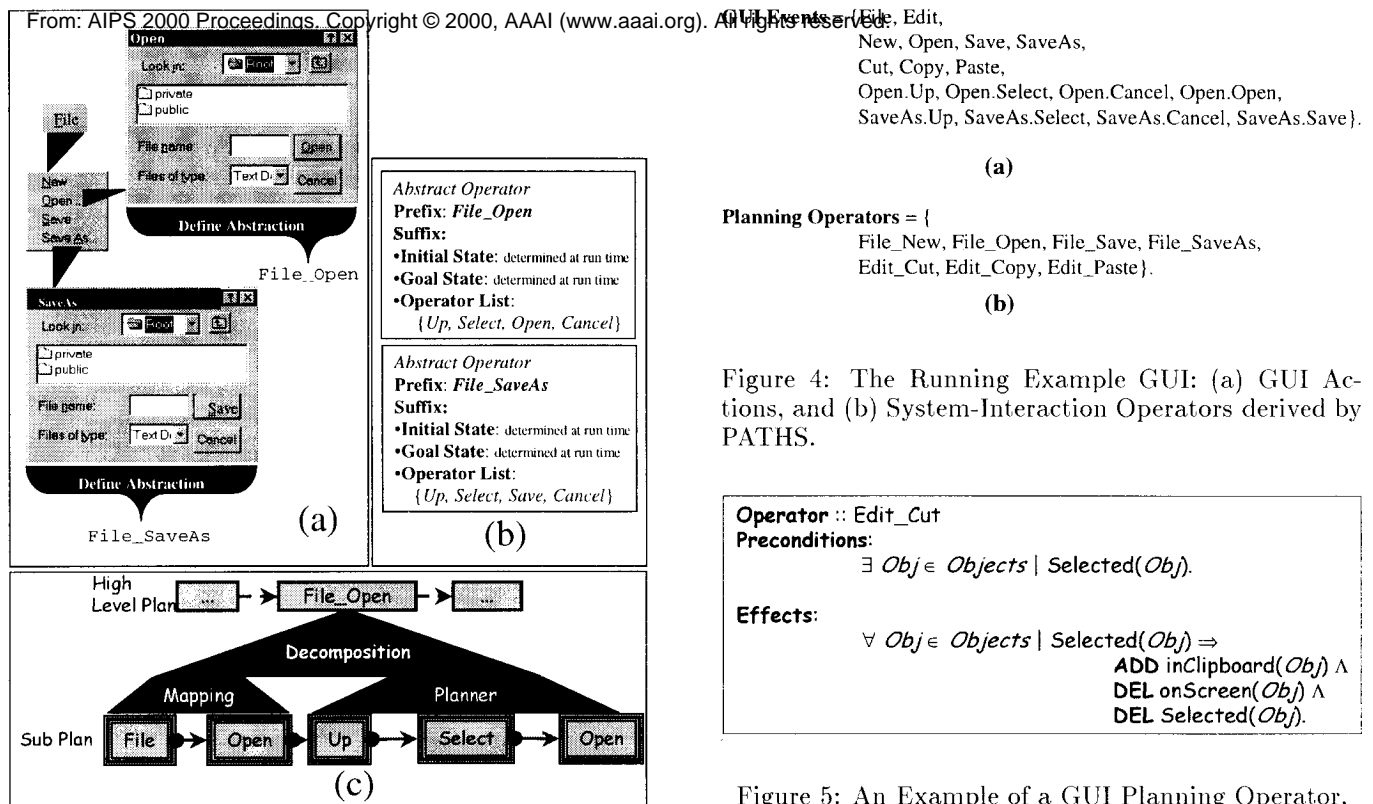 From: AIPS 2000 Proceedings. Copyright © 2000, AAAI (www.aaai.org). All rights reserved.
Open
Look in:
Root
private
public
File name:
Open
Files of type:
Text D
Cancel
Define Abstraction
File_Open
File
New
Open ..
Save
Save As
SaveAs
Look in:
Root
private
public
File name:
Save
Files of type:
Text D
Cancel
Define Abstraction
File_SaveAs
(a)
Abstract Operator
Prefix: File_Open
Suffix:
•Initial State: determined at run time
•Goal State: determined at run time
•Operator List:
{Up, Select, Open, Cancel}
Abstract Operator
Prefix: File_SaveAs
Suffix:
•Initial State: determined at run time
•Goal State: determined at run time
•Operator List:
{Up, Select, Save, Cancel}
(b)
High
Level Plan
...
File_Open
...
Decomposition
Mapping
Planner
Sub Plan
File
Open
Up
Select
Open
(c)
GUI Events = {File, Edit,
New, Open, Save, SaveAs,
Cut, Copy, Paste,
Open.Up, Open.Select, Open.Cancel, Open.Open,
SaveAs.Up, SaveAs.Select, SaveAs.Cancel, SaveAs.Save}.
(a)
Planning Operators = {
File_New, File_Open, File_Save, File_SaveAs,
Edit_Cut, Edit_Copy, Edit_Paste}.
(b)
Figure 4: The Running Example GUI: (a) GUI Ac-
tions, and (b) System-Interaction Operators derived by
PATHS.
Operator :: Edit_Cut
Preconditions:
∃ Obj ∈ Objects | Selected(Obj).
Effects:
∀ Obj ∈ Objects | Selected(Obj) ⇒
ADD inClipboard(Obj) Λ
DEL onScreen(Obj) Λ
DEL Selected(Obj).
Figure 5: An Example of a GUI Planning Operator.